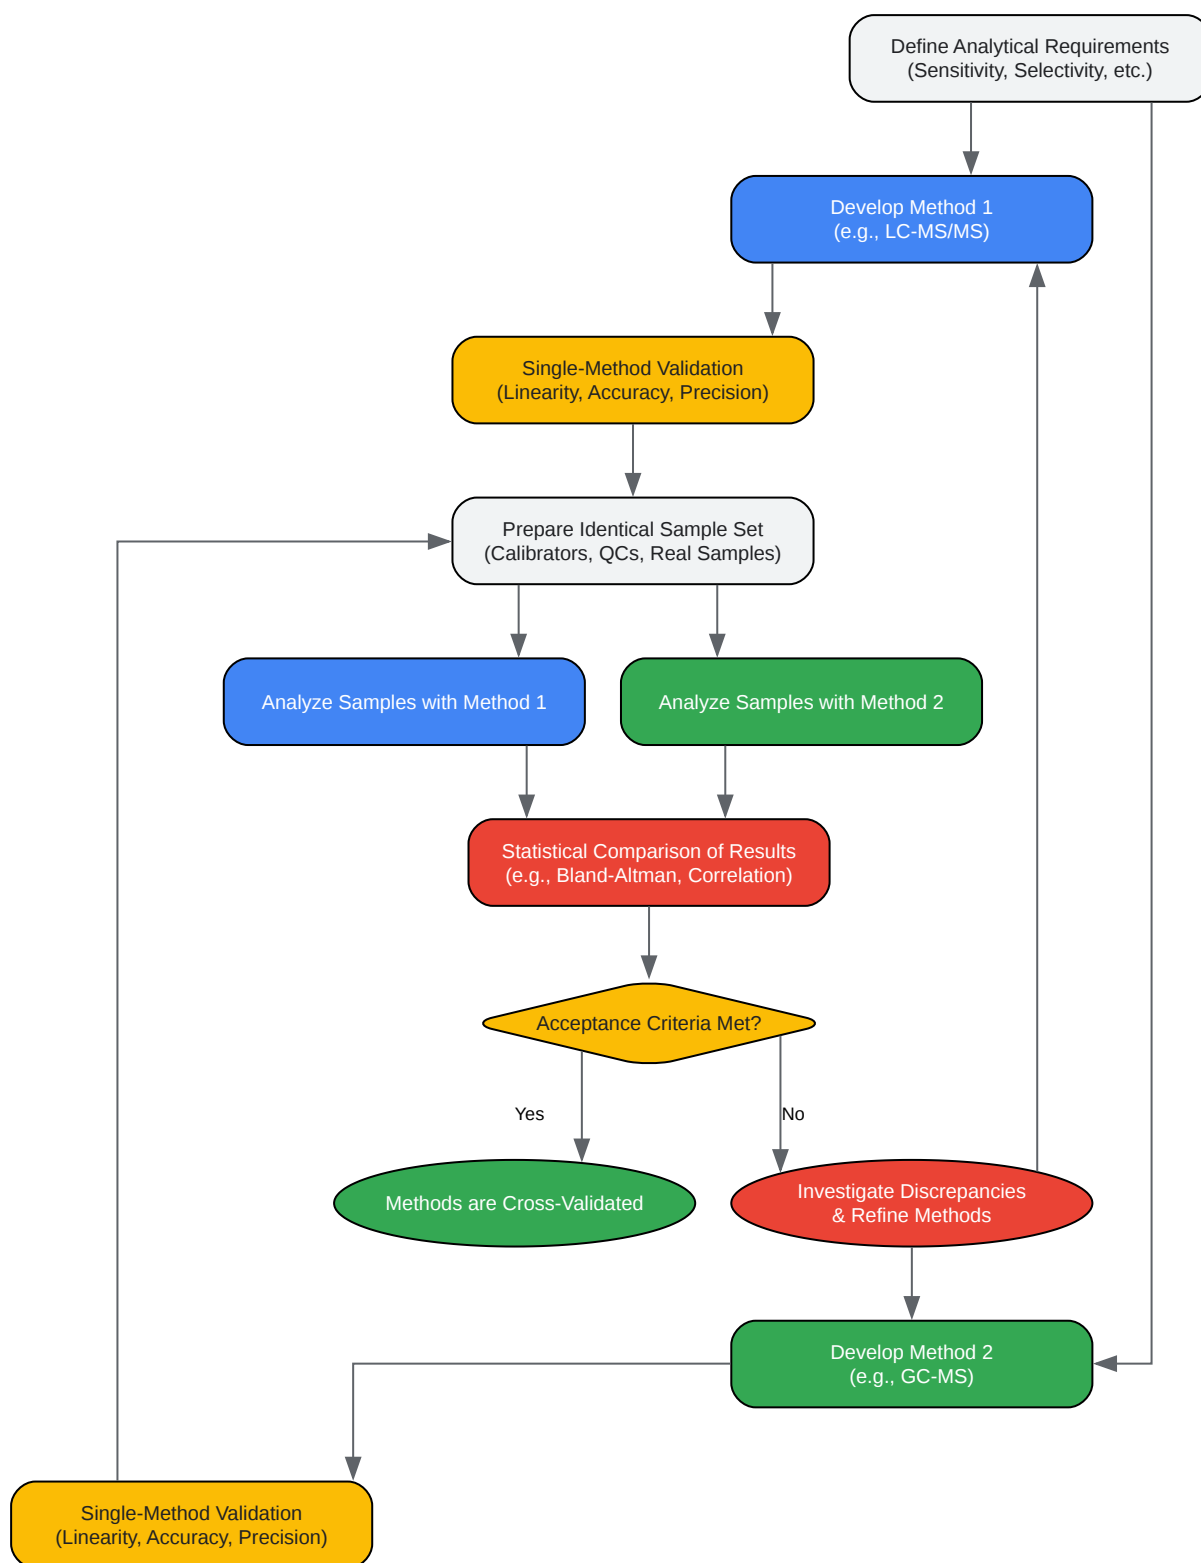 Define Analytical Requirements
(Sensitivity, Selectivity, etc.)
Develop Method 1
(e.g., LC-MS/MS)
Single-Method Validation
(Linearity, Accuracy, Precision)
Prepare Identical Sample Set
(Calibrators, QCs, Real Samples)
Analyze Samples with Method 1
Analyze Samples with Method 2
Statistical Comparison of Results
(e.g., Bland-Altman, Correlation)
Acceptance Criteria Met?
Yes
No
Methods are Cross-Validated
Investigate Discrepancies
& Refine Methods
Develop Method 2
(e.g., GC-MS)
Single-Method Validation
(Linearity, Accuracy, Precision)